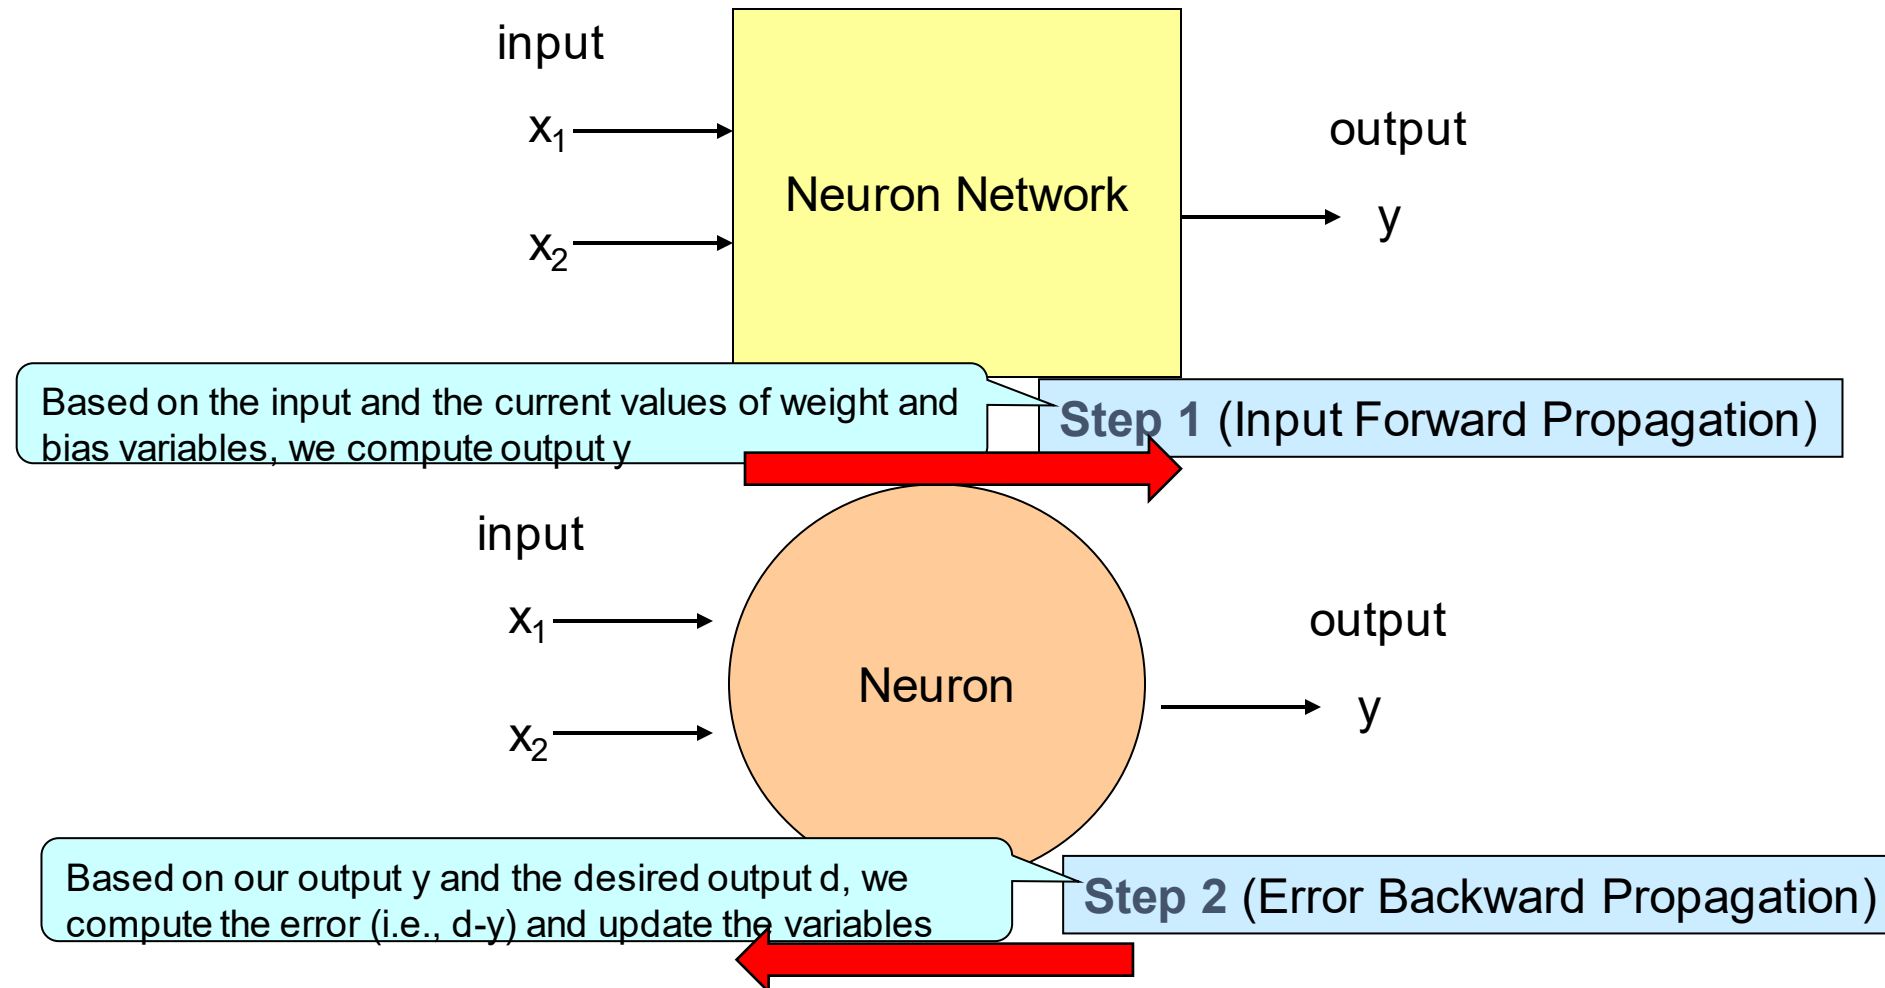 input
x₁
output
Neuron Network
y
x₂
Based on the input and the current values of weight and
bias variables, we compute output y
Step 1 (Input Forward Propagation)
input
x₁
output
Neuron
y
x₂
Based on our output y and the desired output d, we
compute the error (i.e., d-y) and update the variables
Step 2 (Error Backward Propagation)